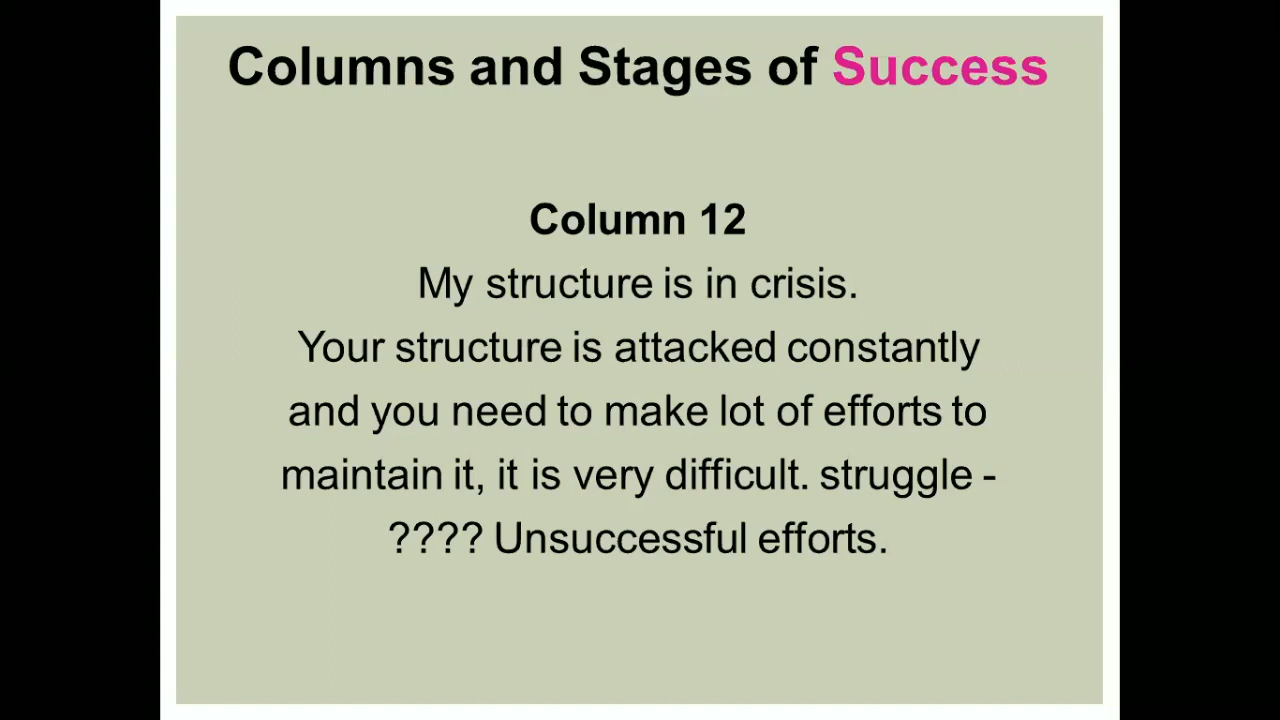 Columns and Stages of Success
Column 12
My structure is in crisis.
Your structure is attacked constantly
and you need to make lot of efforts to
maintain it, it is very difficult. struggle -
???? Unsuccessful efforts.